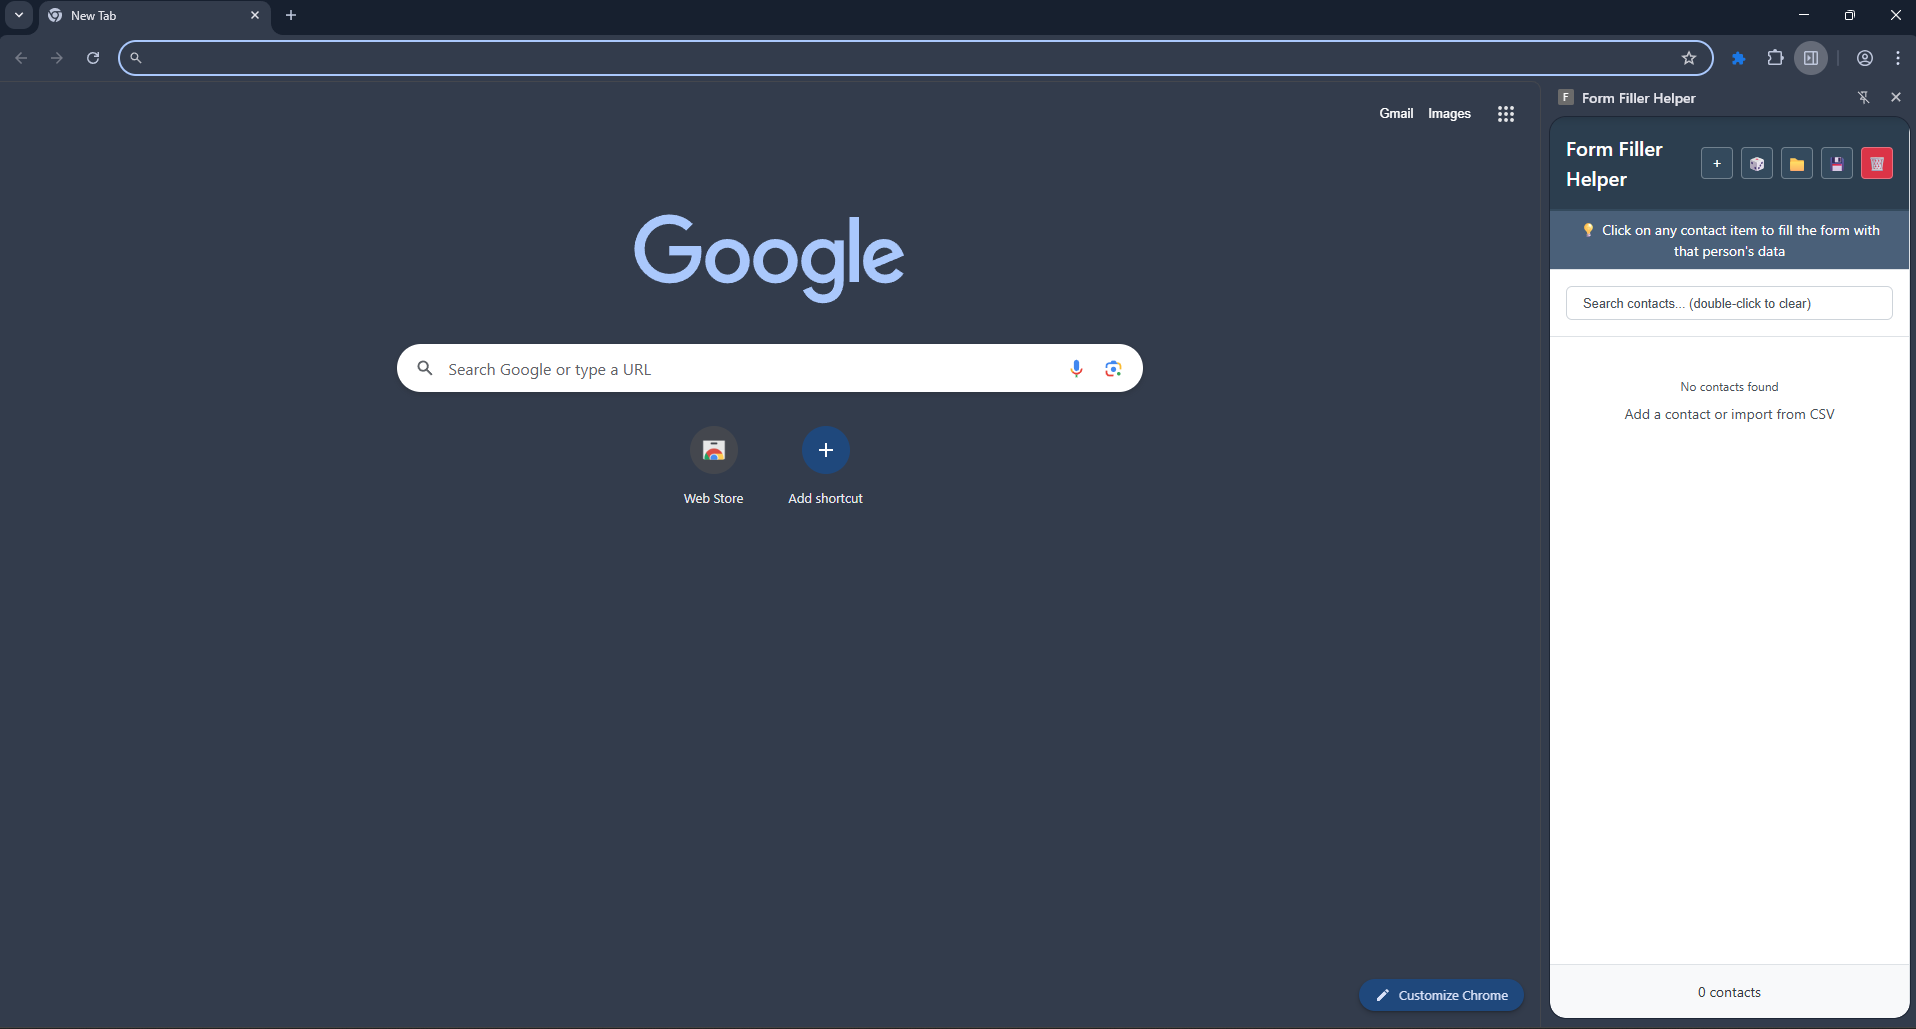 New Tab
Gmail Images
Google
Search Google or type a URL
Web Store
Add shortcut
Customize Chrome
F Form Filler Helper
Form Filler
Helper
+
Click on any contact item to fill the form with
that person's data
Search contacts... (double-click to clear)
No contacts found
Add a contact or import from CSV
0 contacts